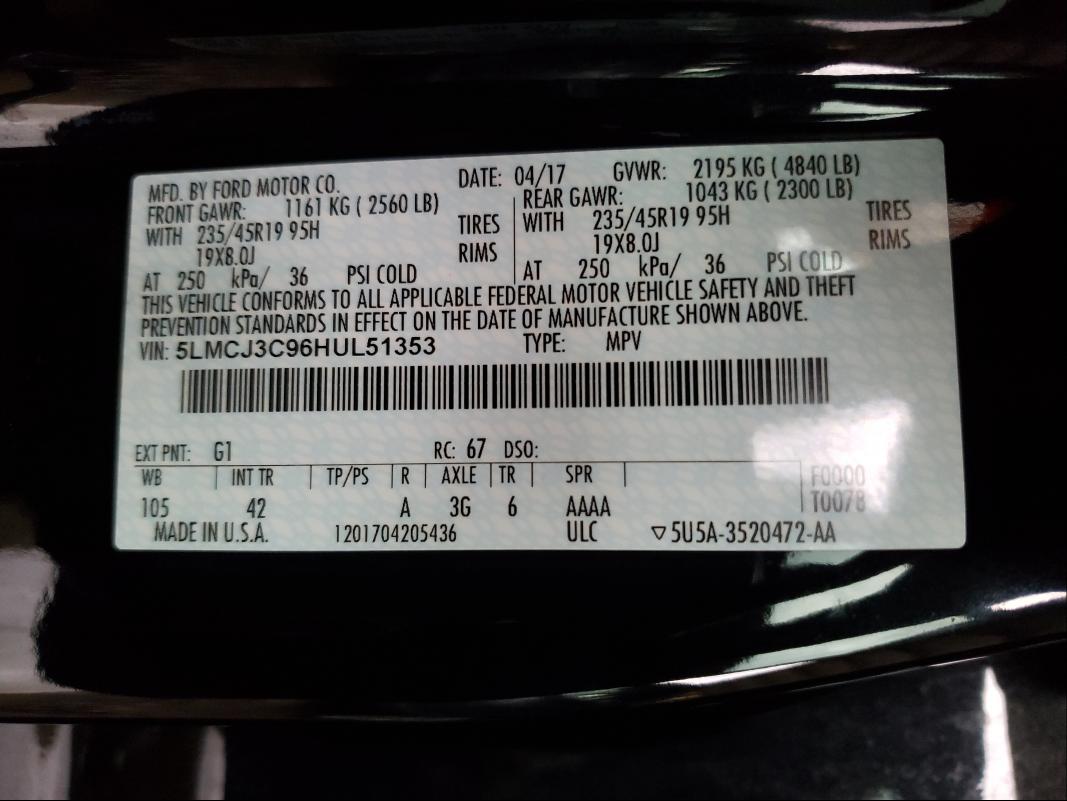 MFD. BY FORD MOTOR CO. DATE: 04/17 GVWR: 2195 KG ( 4840 LB)
FRONT GAWR: 1161 KG ( 2560 LB) REAR GAWR: 1043 KG ( 2300 LB)
WITH 235/45R19 95H TIRES WITH 235/45R19 95H TIRES
19X8.0J RIMS 19X8.0J RIMS
AT 250 kPa/ 36 PSI COLD AT 250 kPa/ 36 PSI COLD
THIS VEHICLE CONFORMS TO ALL APPLICABLE FEDERAL MOTOR VEHICLE SAFETY AND THEFT
PREVENTION STANDARDS IN EFFECT ON THE DATE OF MANUFACTURE SHOWN ABOVE.
VIN: 5LMCJ3C96HUL51353 TYPE: MPV
EXT PNT: G1 RC: 67 DSO:
WB INT TR TP/PS R AXLE TR SPR F0000
105 42 A 3G 6 AAAA T0078
MADE IN U.S.A. 1201704205436 ULC ▽5U5A-3520472-AA